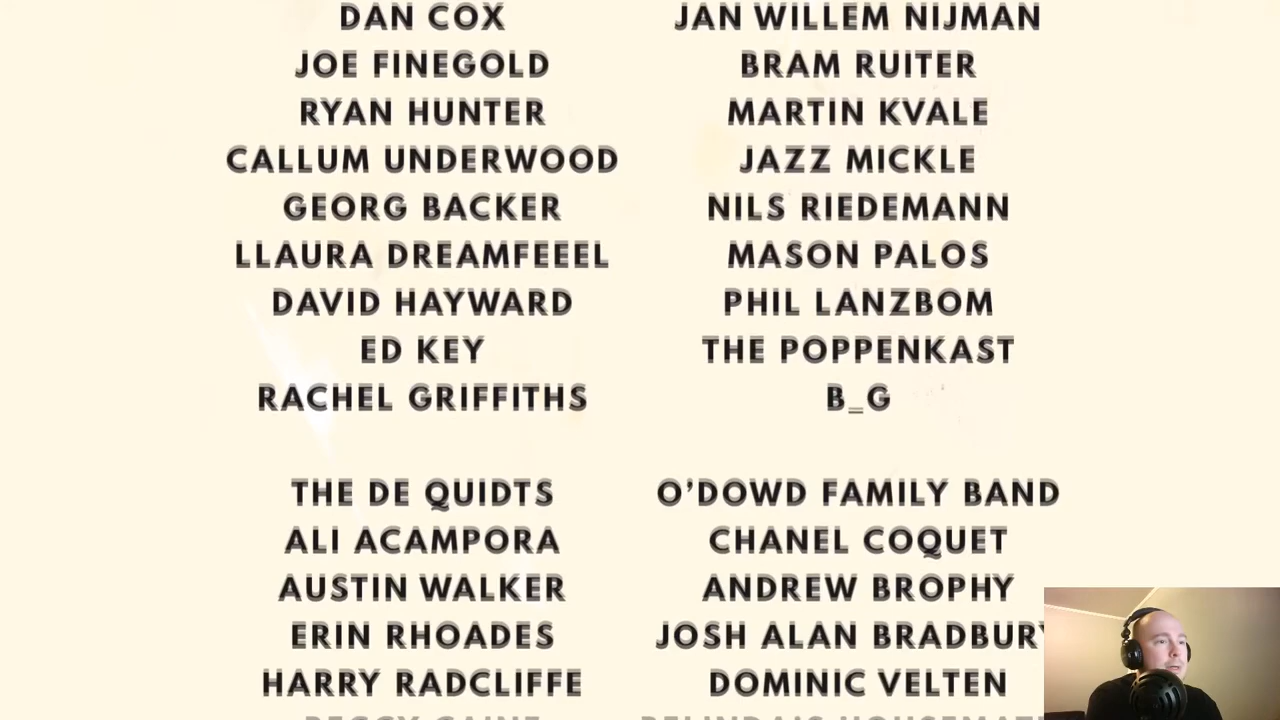 DAN COX
JAN WILLEM NIJMAN
JOE FINEGOLD
BRAM RUITER
RYAN HUNTER
MARTIN KVALE
CALLUM UNDERWOOD
JAZZ MICKLE
GEORG BACKER
NILS RIEDEMANN
LLAURA DREAMFEEEL
MASON PALOS
DAVID HAYWARD
PHIL LANZBOM
ED KEY
THE POPPENKAST
RACHEL GRIFFITHS
B_G
THE DE QUIDTS
O’DOWD FAMILY BAND
ALI ACAMPORA
CHANEL COQUET
AUSTIN WALKER
ANDREW BROPHY
ERIN RHOADES
JOSH ALAN BRADBURY
HARRY RADCLIFFE
DOMINIC VELTEN